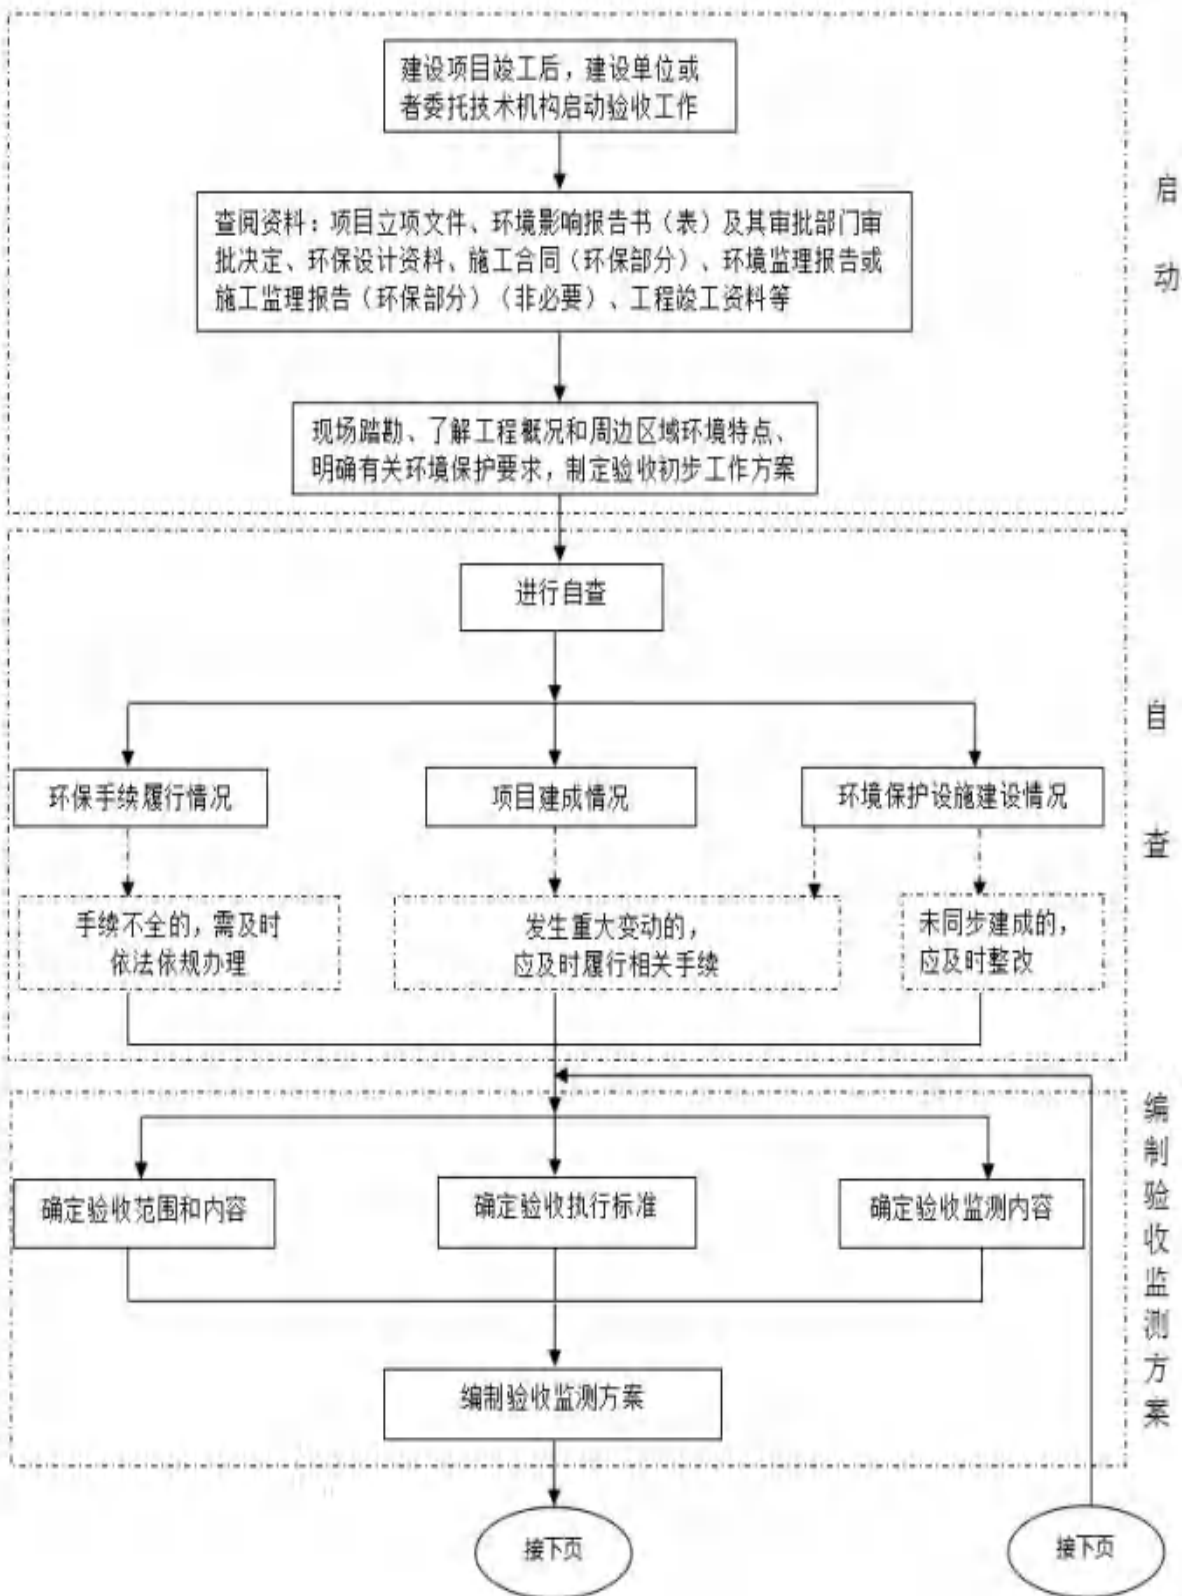 建设项目竣工后，建设单位或
者委托技术机构启动验收工作
查阅资料：项目立项文件、环境影响报告书（表）及其审批部门审
批决定、环保设计资料、施工合同（环保部分）、环境监理报告或
施工监理报告（环保部分）（非必要）、工程竣工资料等
现场踏勘、了解工程概况和周边区域环境特点、
明确有关环境保护要求，制定验收初步工作方案
启动
进行自查
环保手续履行情况
项目建成情况
环境保护设施建设情况
手续不全的，需及时
依法依规办理
发生重大变动的，
应及时履行相关手续
未同步建成的，
应及时整改
自查
确定验收范围和内容
确定验收执行标准
确定验收监测内容
编制验收监测方案
编制验收监测方案
接下页
接下页